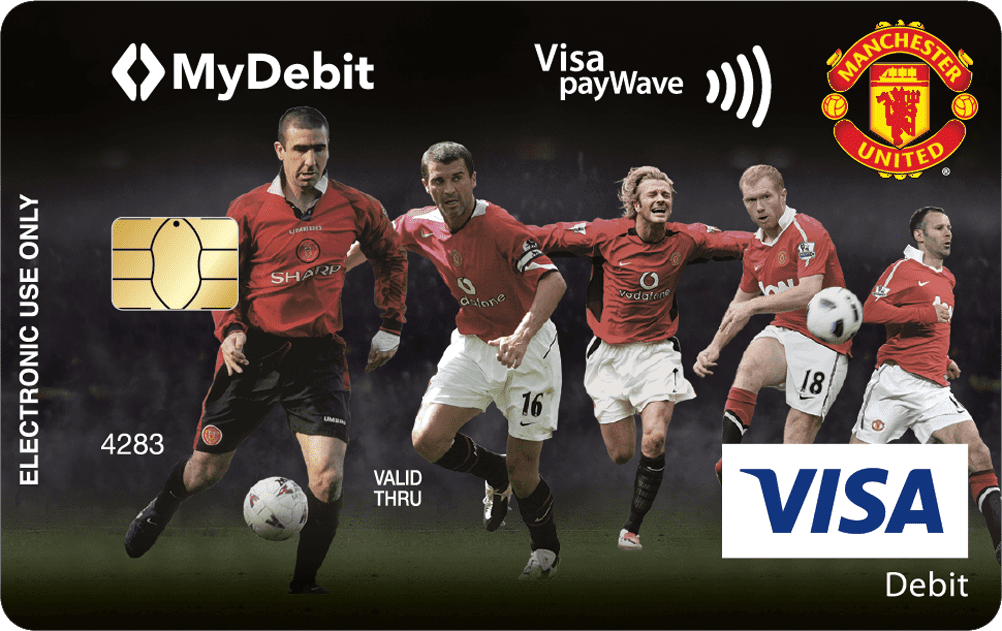 MyDebit
Visa
payWave
MANCHESTER
UNITED
®
ELECTRONIC USE ONLY
UMBRO
SHARP
vodafone
vodafone
16
18
4283
VALID
THRU
VISA
Debit